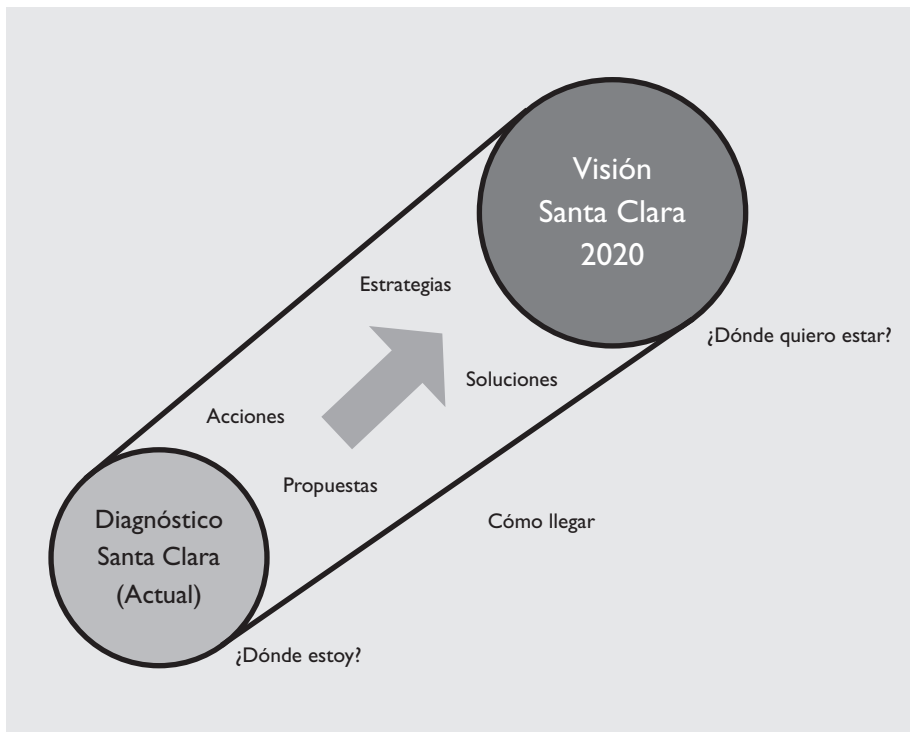 Visión
Santa Clara
2020
Estrategias
¿Dónde quiero estar?
Soluciones
Acciones
Propuestas
Diagnóstico
Santa Clara
(Actual)
Cómo llegar
¿Dónde estoy?